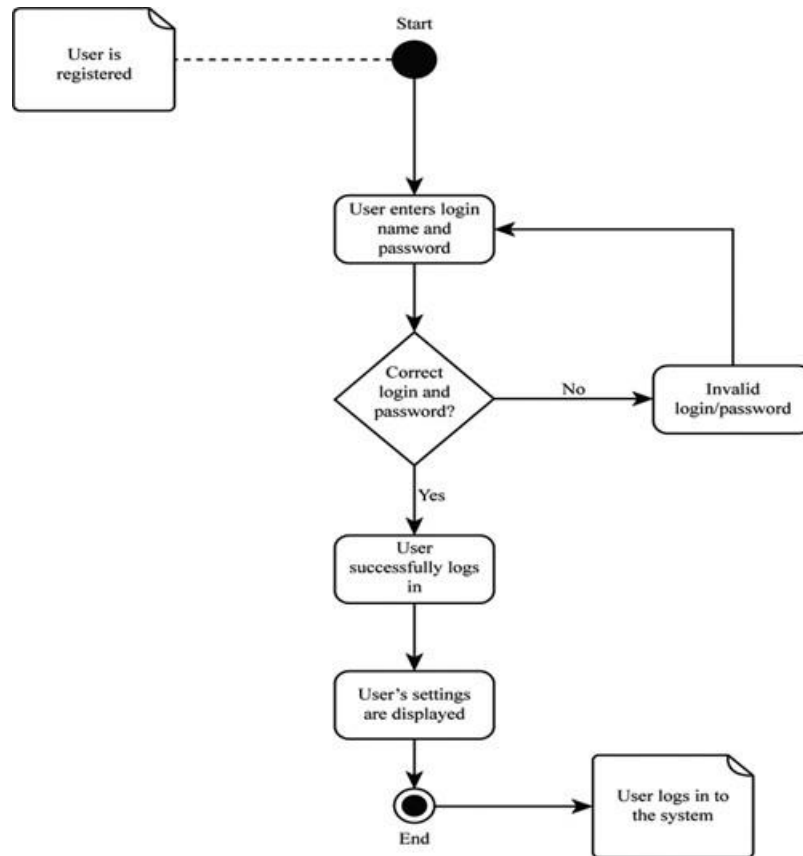 Start
User is
registered
User enters login
name and
password
Correct
login and
password?
No
Invalid
login/password
Yes
User
successfully logs
in
User’s settings
are displayed
End
User logs in to
the system